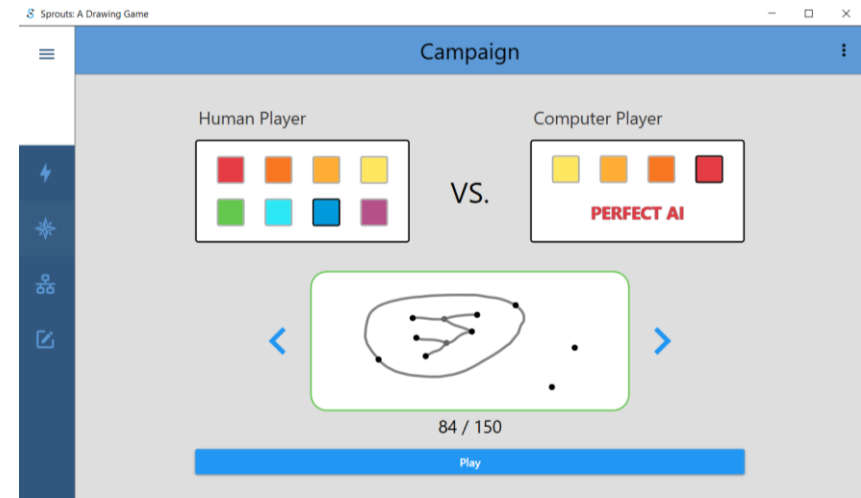 Sprouts: A Drawing Game
Campaign
Human Player
Computer Player
VS.
PERFECT AI
84 / 150
Play